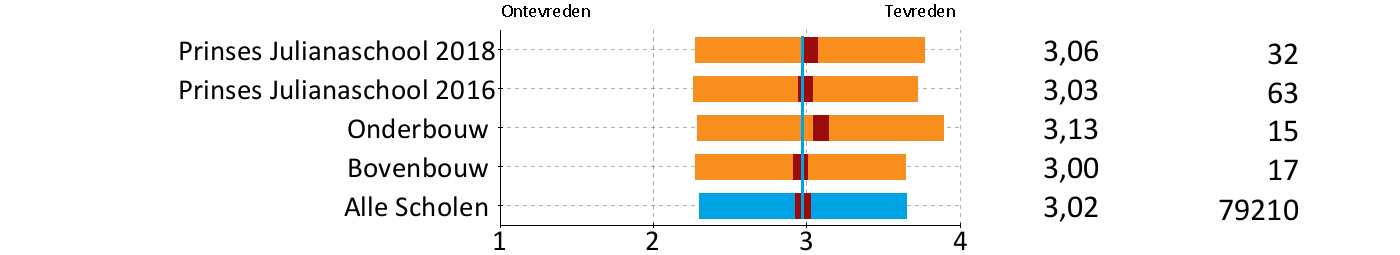 Ontevreden Tevreden
Prinses Julianaschool 2018 3,06 32
Prinses Julianaschool 2016 3,03 63
Onderbouw 3,13 15
Bovenbouw 3,00 17
Alle Scholen 3,02 79210
1 2 3 4